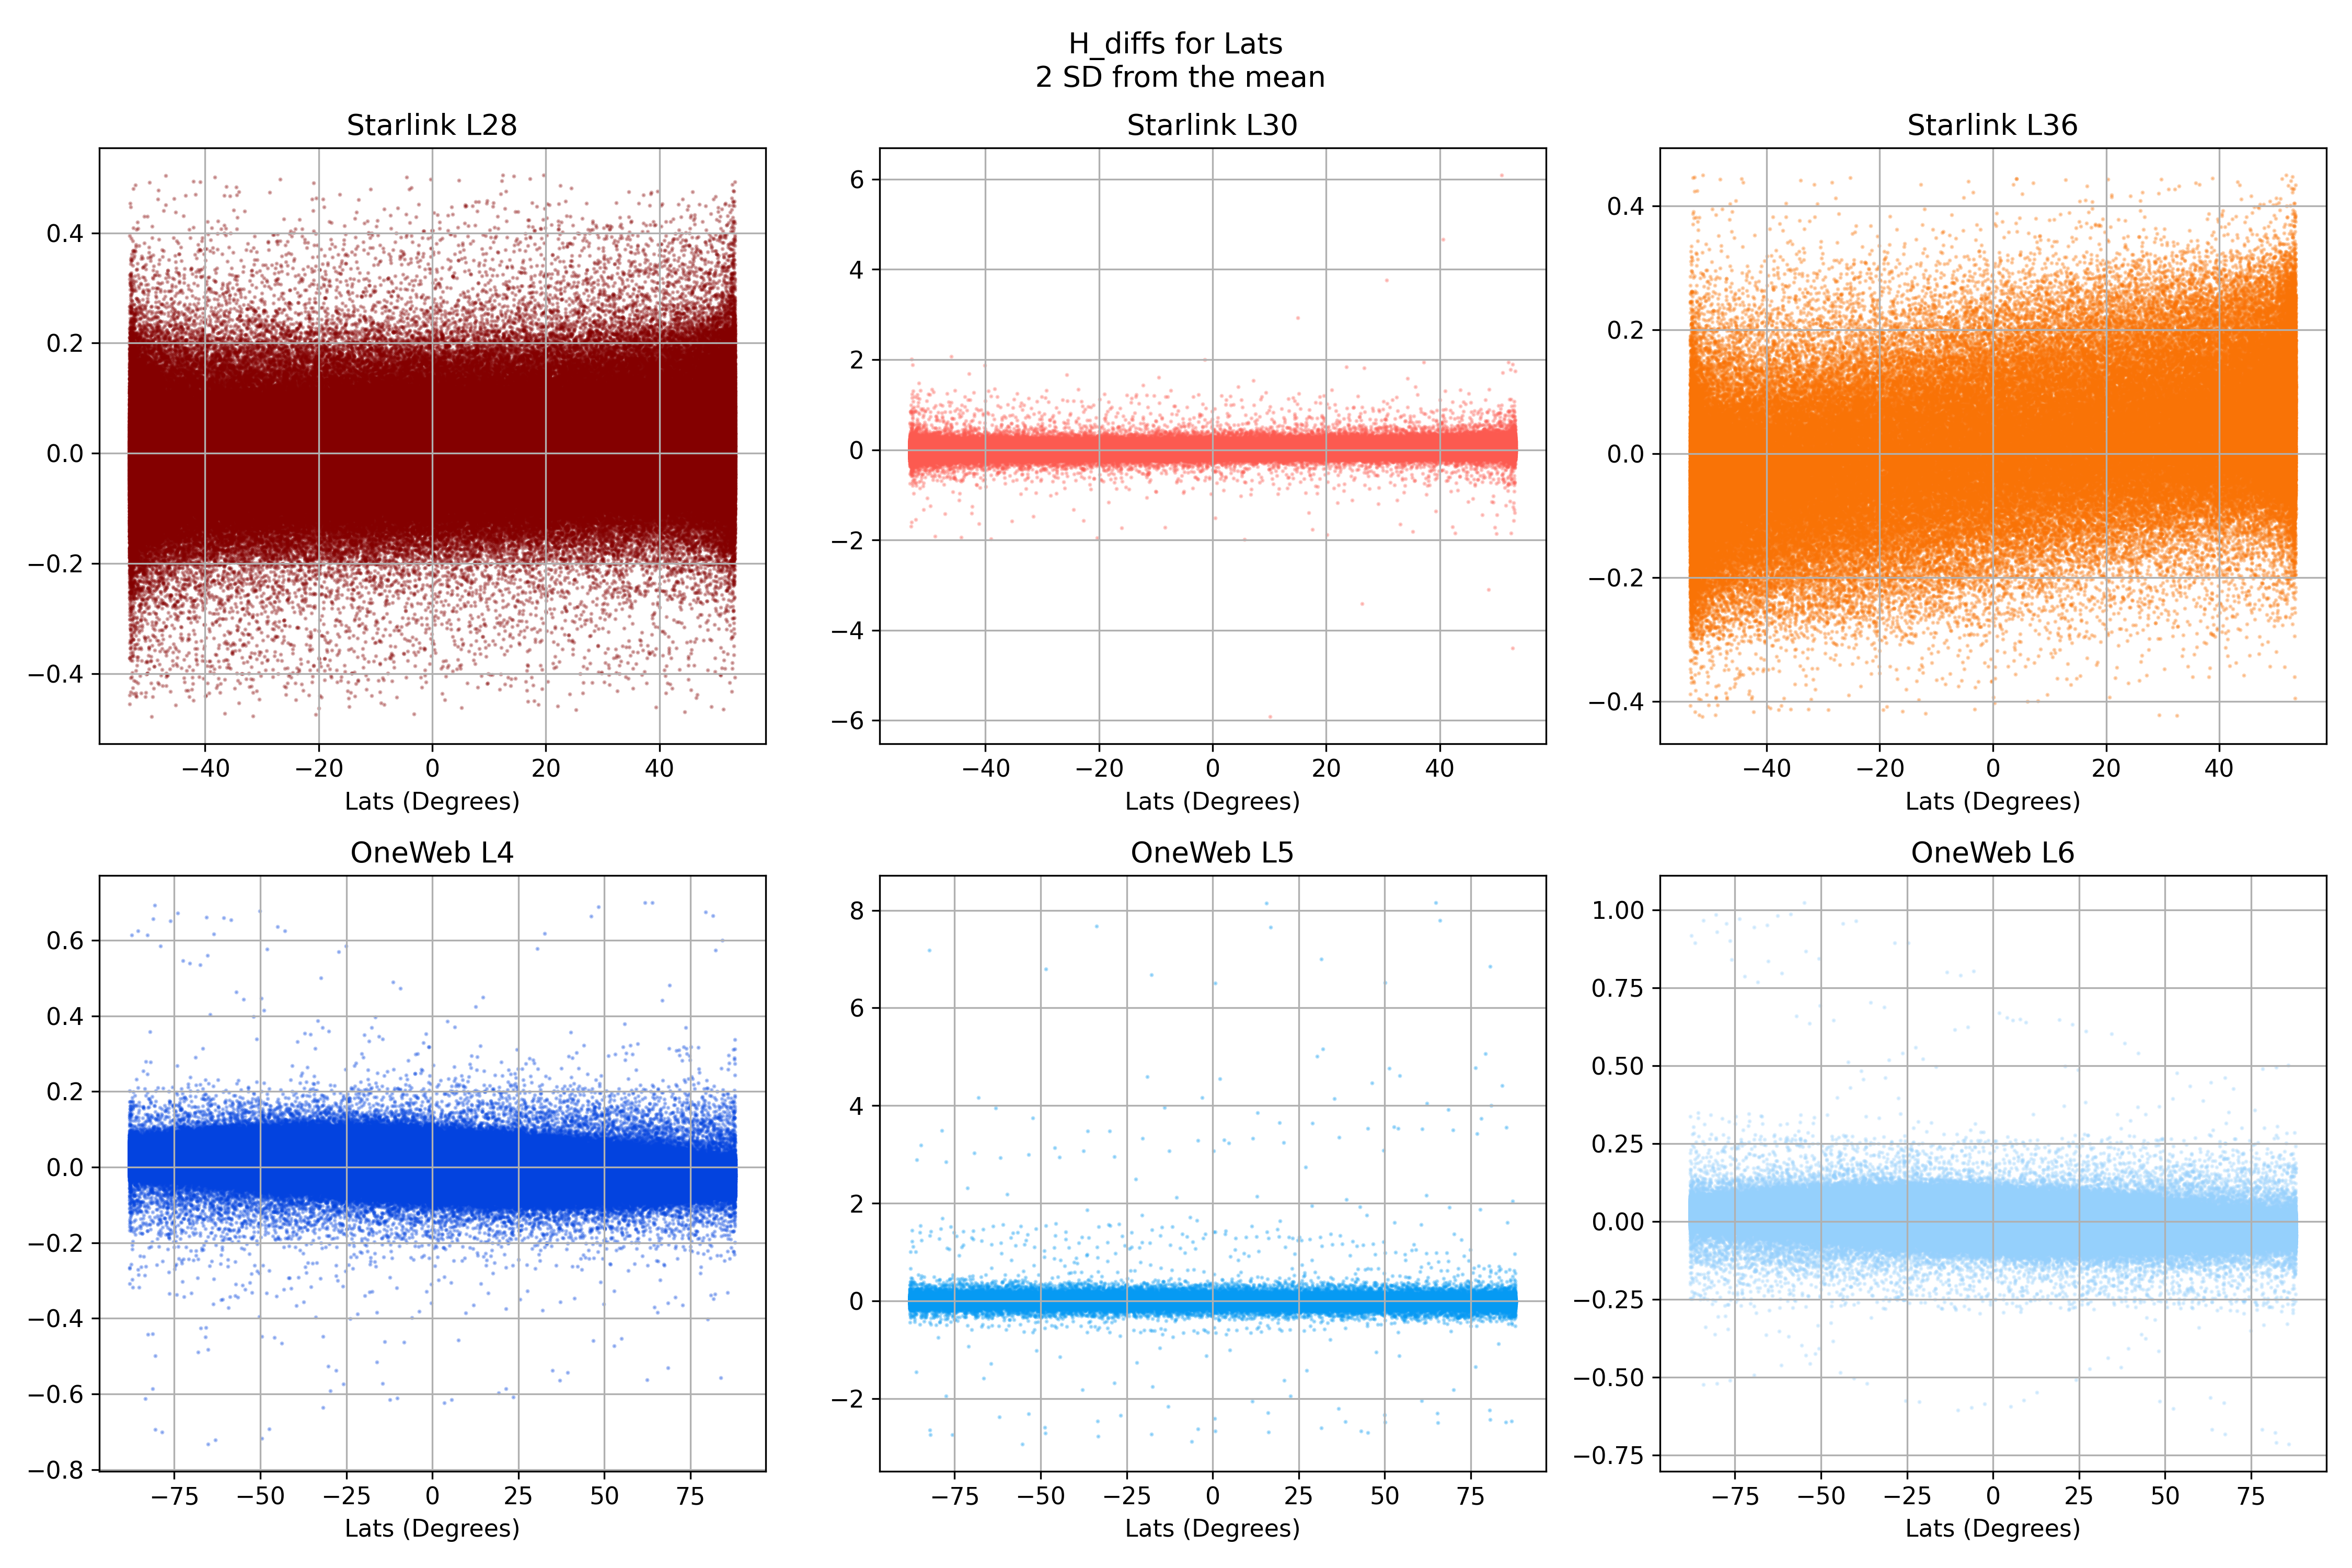 H_diffs for Lats
2 SD from the mean
Starlink L28
Starlink L30
Starlink L36
0.4
0.2
0.0
−0.2
−0.4
6
4
2
0
−2
−4
−6
0.4
0.2
0.0
−0.2
−0.4
−40 −20 0 20 40
−40 −20 0 20 40
−40 −20 0 20 40
Lats (Degrees)
Lats (Degrees)
Lats (Degrees)
OneWeb L4
OneWeb L5
OneWeb L6
0.6
0.4
0.2
0.0
−0.2
−0.4
−0.6
−0.8
8
6
4
2
0
−2
1.00
0.75
0.50
0.25
0.00
−0.25
−0.50
−0.75
−75 −50 −25 0 25 50 75
−75 −50 −25 0 25 50 75
−75 −50 −25 0 25 50 75
Lats (Degrees)
Lats (Degrees)
Lats (Degrees)